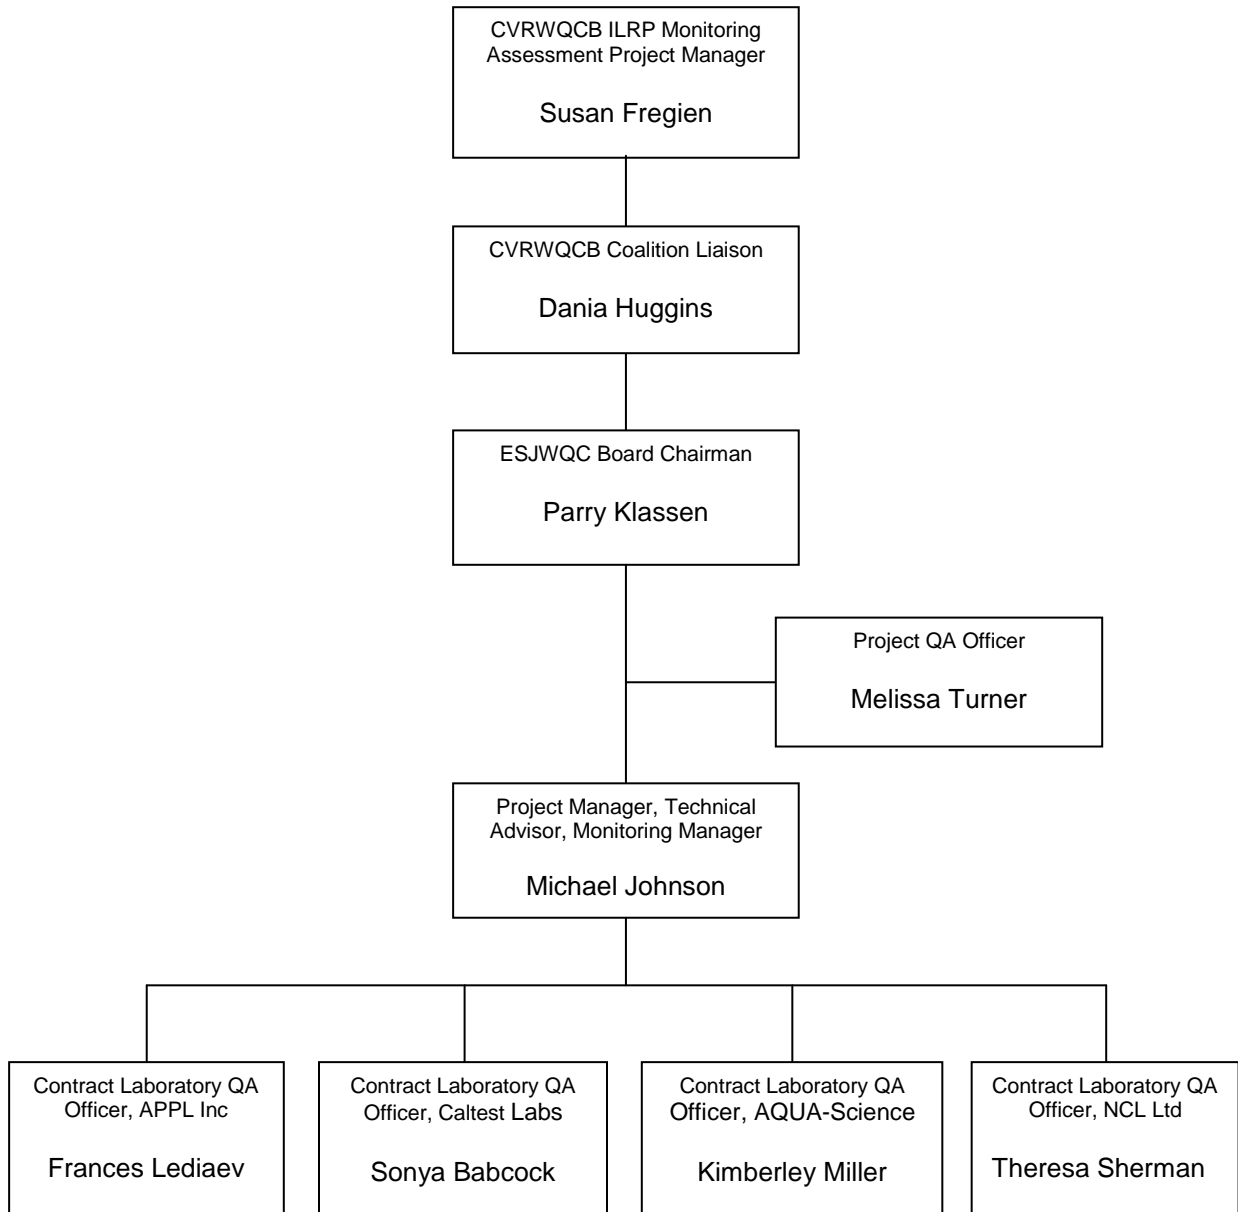 CVRWQCB ILRP Monitoring
Assessment Project Manager
Susan Fregien
CVRWQCB Coalition Liaison
Dania Huggins
ESJWQC Board Chairman
Parry Klassen
Project QA Officer
Melissa Turner
Project Manager, Technical
Advisor, Monitoring Manager
Michael Johnson
Contract Laboratory QA
Officer, APPL Inc
Frances Lediaev
Contract Laboratory QA
Officer, Caltest Labs
Sonya Babcock
Contract Laboratory QA
Officer, AQUA-Science
Kimberley Miller
Contract Laboratory QA
Officer, NCL Ltd
Theresa Sherman